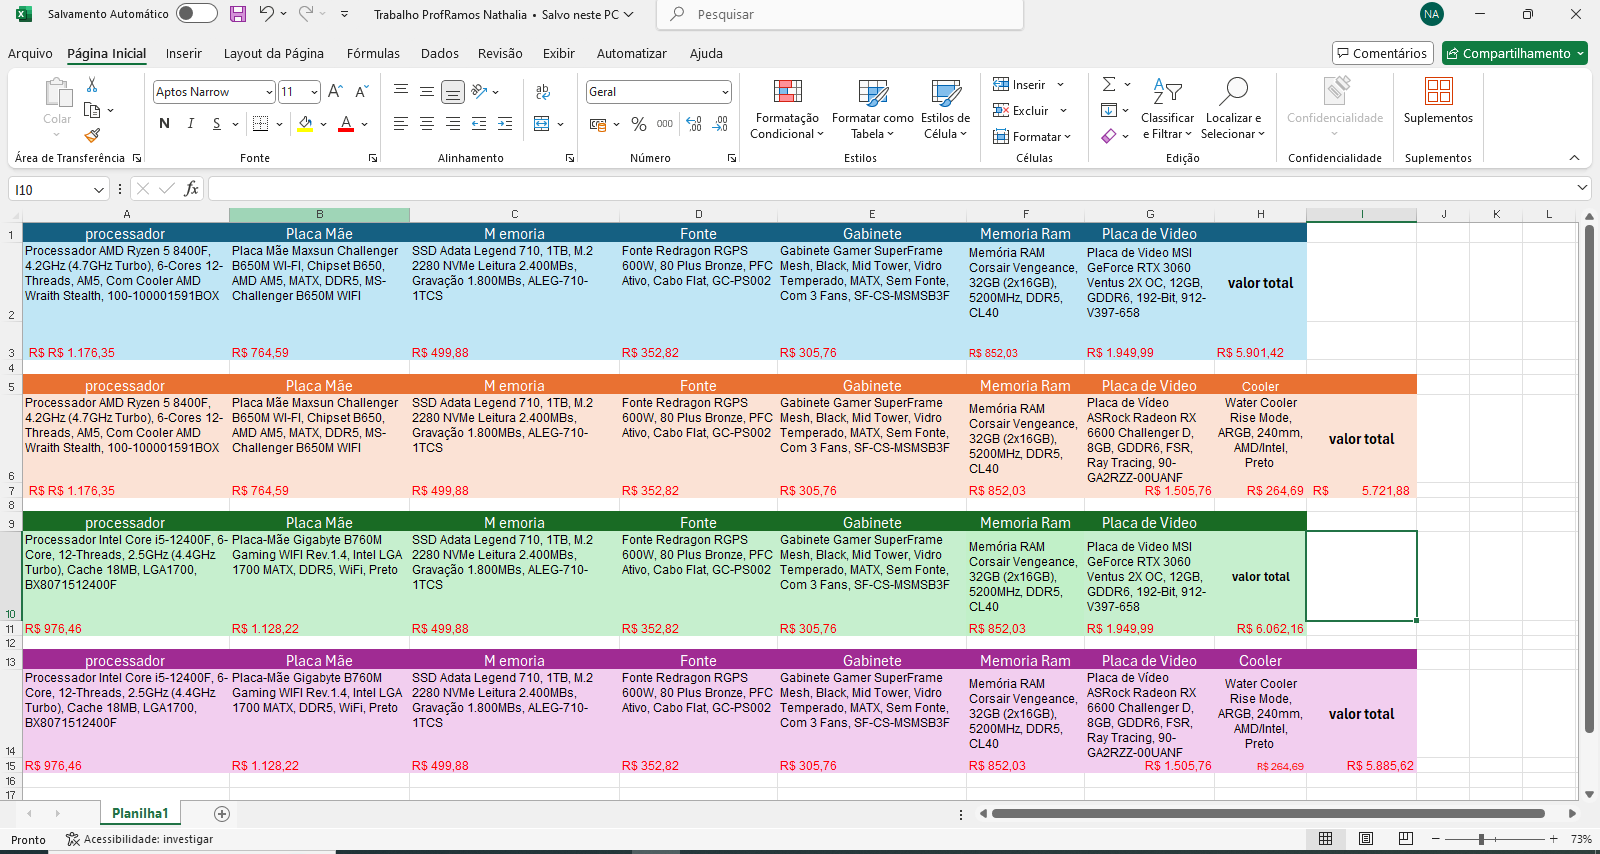 Salvamento Automático
Trabalho ProfRamos Nathalia • Salvo neste PC
Pesquisar
NA
Arquivo Página Inicial Inserir Layout da Página Fórmulas Dados Revisão Exibir Automatizar Ajuda
Comentários Compartilhamento
Colar
Área de Transferência
Aptos Narrow 11
N I S
Fonte
Alinhamento
Geral
% 000
Número
Formatação Condicional
Formatar como Tabela
Estilos de Célula
Estilos
Inserir
Excluir
Formatar
Células
Classificar e Filtrar
Localizar e Selecionar
Edição
Confidencialidade
Confidencialidade
Suplementos
Suplementos
I10
fx
A B C D E F G H I J K L
1 processador Placa Mãe M emoria Fonte Gabinete Memoria Ram Placa de Video
2
Processador AMD Ryzen 5 8400F,
4.2GHz (4.7GHz Turbo), 6-Cores 12-
Threads, AM5, Com Cooler AMD
Wraith Stealth, 100-100001591BOX
Placa Mãe Maxsun Challenger
B650M WI-FI, Chipset B650,
AMD AM5, MATX, DDR5, MS-
Challenger B650M WIFI
SSD Adata Legend 710, 1TB, M.2
2280 NVMe Leitura 2.400MBs,
Gravação 1.800MBs, ALEG-710-
1TCS
Fonte Redragon RGPS
600W, 80 Plus Bronze, PFC
Ativo, Cabo Flat, GC-PS002
Gabinete Gamer SuperFrame
Mesh, Black, Mid Tower, Vidro
Temperado, MATX, Sem Fonte,
Com 3 Fans, SF-CS-MSMSB3F
Memória RAM
Corsair Vengeance,
32GB (2x16GB),
5200MHz, DDR5,
CL40
Placa de Video MSI
GeForce RTX 3060
Ventus 2X OC, 12GB,
GDDR6, 192-Bit, 912-
V397-658
valor total
3 R$ R$ 1.176,35 R$ 764,59 R$ 499,88 R$ 352,82 R$ 305,76 R$ 852,03 R$ 1.949,99 R$ 5.901,42
4
5 processador Placa Mãe M emoria Fonte Gabinete Memoria Ram Placa de Video Cooler
6
Processador AMD Ryzen 5 8400F,
4.2GHz (4.7GHz Turbo), 6-Cores 12-
Threads, AM5, Com Cooler AMD
Wraith Stealth, 100-100001591BOX
Placa Mãe Maxsun Challenger
B650M WI-FI, Chipset B650,
AMD AM5, MATX, DDR5, MS-
Challenger B650M WIFI
SSD Adata Legend 710, 1TB, M.2
2280 NVMe Leitura 2.400MBs,
Gravação 1.800MBs, ALEG-710-
1TCS
Fonte Redragon RGPS
600W, 80 Plus Bronze, PFC
Ativo, Cabo Flat, GC-PS002
Gabinete Gamer SuperFrame
Mesh, Black, Mid Tower, Vidro
Temperado, MATX, Sem Fonte,
Com 3 Fans, SF-CS-MSMSB3F
Memória RAM
Corsair Vengeance,
32GB (2x16GB),
5200MHz, DDR5,
CL40
Placa de Vídeo
ASRock Radeon RX
6600 Challenger D,
8GB, GDDR6, FSR,
Ray Tracing, 90-
GA2RZZ-00UANF
Water Cooler
Rise Mode,
ARGB, 240mm,
AMD/Intel,
Preto
valor total
7 R$ R$ 1.176,35 R$ 764,59 R$ 499,88 R$ 352,82 R$ 305,76 R$ 852,03 R$ 1.505,76 R$ 264,69 R$ 5.721,88
8
9 processador Placa Mãe M emoria Fonte Gabinete Memoria Ram Placa de Video
10
Processador Intel Core i5-12400F, 6-
Core, 12-Threads, 2.5GHz (4.4GHz
Turbo), Cache 18MB, LGA1700,
BX8071512400F
Placa-Mãe Gigabyte B760M
Gaming WIFI Rev.1.4, Intel LGA
1700 MATX, DDR5, WiFi, Preto
SSD Adata Legend 710, 1TB, M.2
2280 NVMe Leitura 2.400MBs,
Gravação 1.800MBs, ALEG-710-
1TCS
Fonte Redragon RGPS
600W, 80 Plus Bronze, PFC
Ativo, Cabo Flat, GC-PS002
Gabinete Gamer SuperFrame
Mesh, Black, Mid Tower, Vidro
Temperado, MATX, Sem Fonte,
Com 3 Fans, SF-CS-MSMSB3F
Memória RAM
Corsair Vengeance,
32GB (2x16GB),
5200MHz, DDR5,
CL40
Placa de Video MSI
GeForce RTX 3060
Ventus 2X OC, 12GB,
GDDR6, 192-Bit, 912-
V397-658
valor total
11 R$ 976,46 R$ 1.128,22 R$ 499,88 R$ 352,82 R$ 305,76 R$ 852,03 R$ 1.949,99 R$ 6.062,16
12
13 processador Placa Mãe M emoria Fonte Gabinete Memoria Ram Placa de Video Cooler
14
Processador Intel Core i5-12400F, 6-
Core, 12-Threads, 2.5GHz (4.4GHz
Turbo), Cache 18MB, LGA1700,
BX8071512400F
Placa-Mãe Gigabyte B760M
Gaming WIFI Rev.1.4, Intel LGA
1700 MATX, DDR5, WiFi, Preto
SSD Adata Legend 710, 1TB, M.2
2280 NVMe Leitura 2.400MBs,
Gravação 1.800MBs, ALEG-710-
1TCS
Fonte Redragon RGPS
600W, 80 Plus Bronze, PFC
Ativo, Cabo Flat, GC-PS002
Gabinete Gamer SuperFrame
Mesh, Black, Mid Tower, Vidro
Temperado, MATX, Sem Fonte,
Com 3 Fans, SF-CS-MSMSB3F
Memória RAM
Corsair Vengeance,
32GB (2x16GB),
5200MHz, DDR5,
CL40
Placa de Vídeo
ASRock Radeon RX
6600 Challenger D,
8GB, GDDR6, FSR,
Ray Tracing, 90-
GA2RZZ-00UANF
Water Cooler
Rise Mode,
ARGB, 240mm,
AMD/Intel,
Preto
valor total
15 R$ 976,46 R$ 1.128,22 R$ 499,88 R$ 352,82 R$ 305,76 R$ 852,03 R$ 1.505,76 R$ 264,69 R$ 5.885,62
16
17
Planilha1
Pronto Acessibilidade: investigar 73%